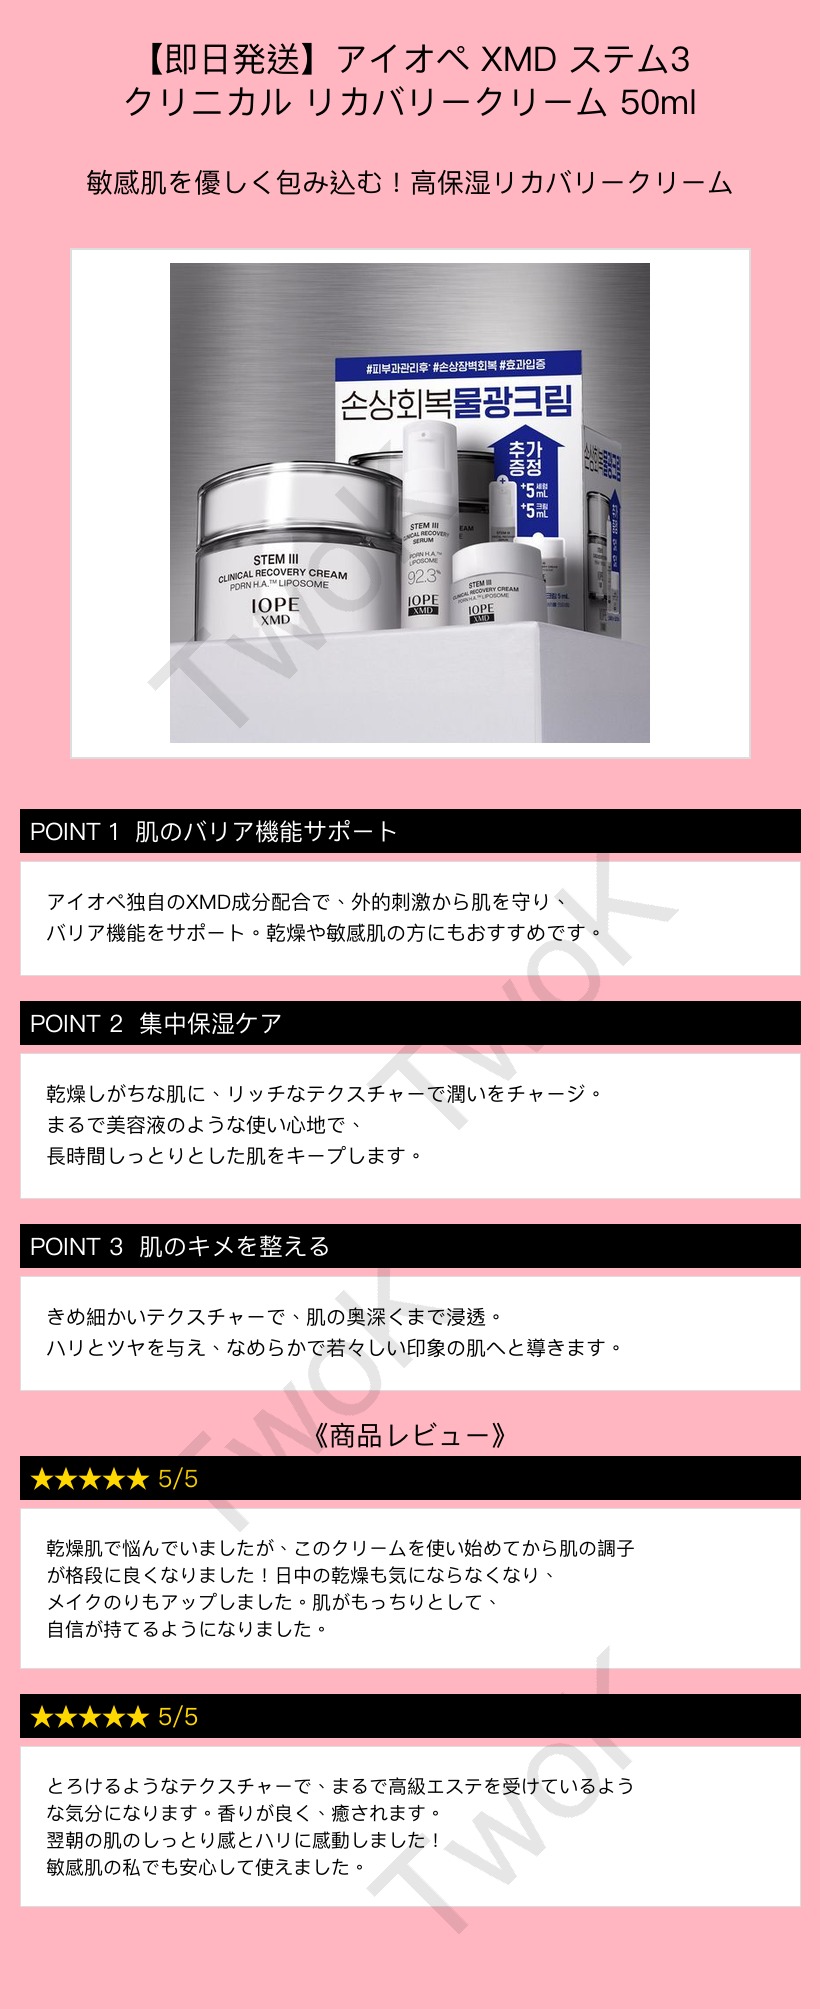 【即日発送】アイオペ XMD ステム3
クリニカル リカバリークリーム 50ml
敏感肌を優しく包み込む！高保湿リカバリークリーム
#피부과관리후* #손상장벽회복 #효과입증
손상회복물광크림
추가
증정
+5 세럼 mL
+5 크림 mL
손상회복물광크림
STEM III
CLINICAL RECOVERY CREAM
PDRN H.A.™ LIPOSOME
IOPE
XMD
STEM III
CLINICAL RECOVERY
SERUM
PDRN H.A.™
LIPOSOME
92.3%
IOPE
XMD
STEM III
CLINICAL RECOVERY CREAM
PDRN H.A.™ LIPOSOME
IOPE
XMD
TwoK
POINT 1 肌のバリア機能サポート
アイオペ独自のXMD成分配合で、外的刺激から肌を守り、
バリア機能をサポート。乾燥や敏感肌の方にもおすすめです。
TwoK
POINT 2 集中保湿ケア
乾燥しがちな肌に、リッチなテクスチャーで潤いをチャージ。
まるで美容液のような使い心地で、
長時間しっとりとした肌をキープします。
POINT 3 肌のキメを整える
きめ細かいテクスチャーで、肌の奥深くまで浸透。
ハリとツヤを与え、なめらかで若々しい印象の肌へと導きます。
TwoK
《商品レビュー》
★★★★★ 5/5
乾燥肌で悩んでいましたが、このクリームを使い始めてから肌の調子
が格段に良くなりました！日中の乾燥も気にならなくなり、
メイクのりもアップしました。肌がもっちりとして、
自信が持てるようになりました。
★★★★★ 5/5
とろけるようなテクスチャーで、まるで高級エステを受けているよう
な気分になります。香りが良く、癒されます。
翌朝の肌のしっとり感とハリに感動しました！
敏感肌の私でも安心して使えました。
TwoK